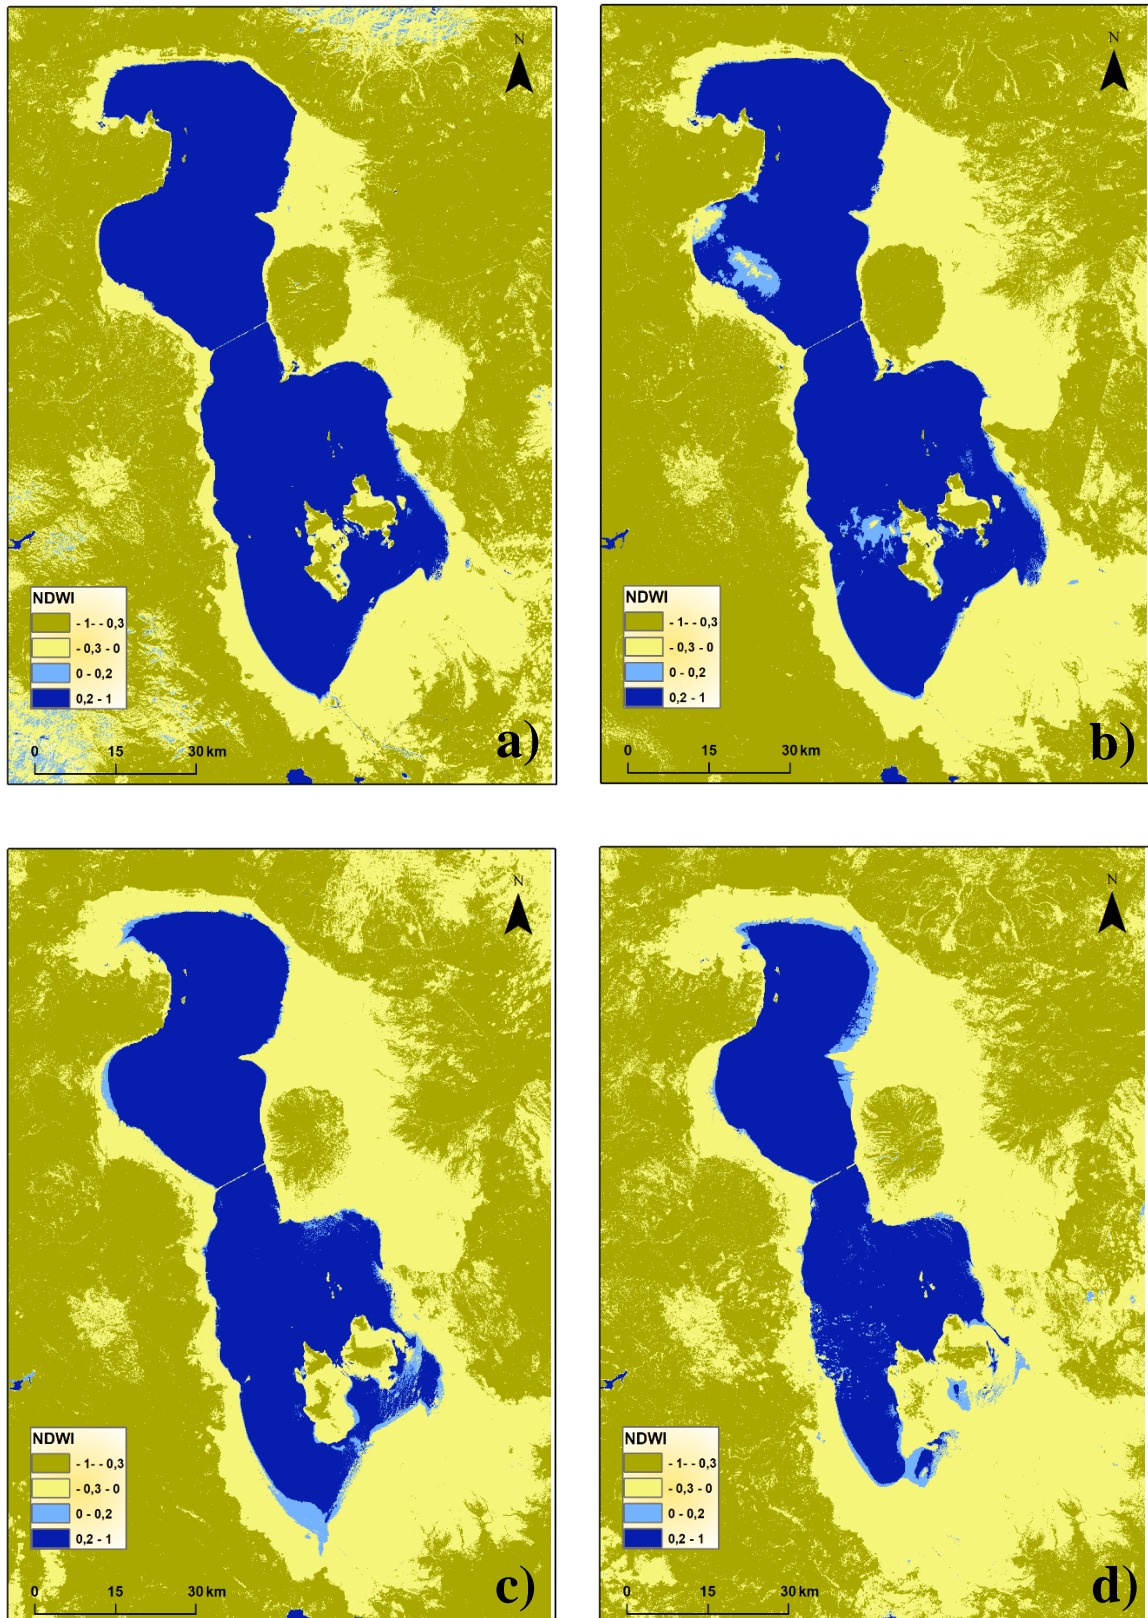 N
NDWI
- 1- - 0,3
- 0,3 - 0
0 - 0,2
0,2 - 1
0 15 30 km
a)
N
NDWI
- 1- - 0,3
- 0,3 - 0
0 - 0,2
0,2 - 1
0 15 30 km
b)
N
NDWI
- 1- - 0,3
- 0,3 - 0
0 - 0,2
0,2 - 1
0 15 30 km
c)
N
NDWI
- 1- - 0,3
- 0,3 - 0
0 - 0,2
0,2 - 1
0 15 30 km
d)